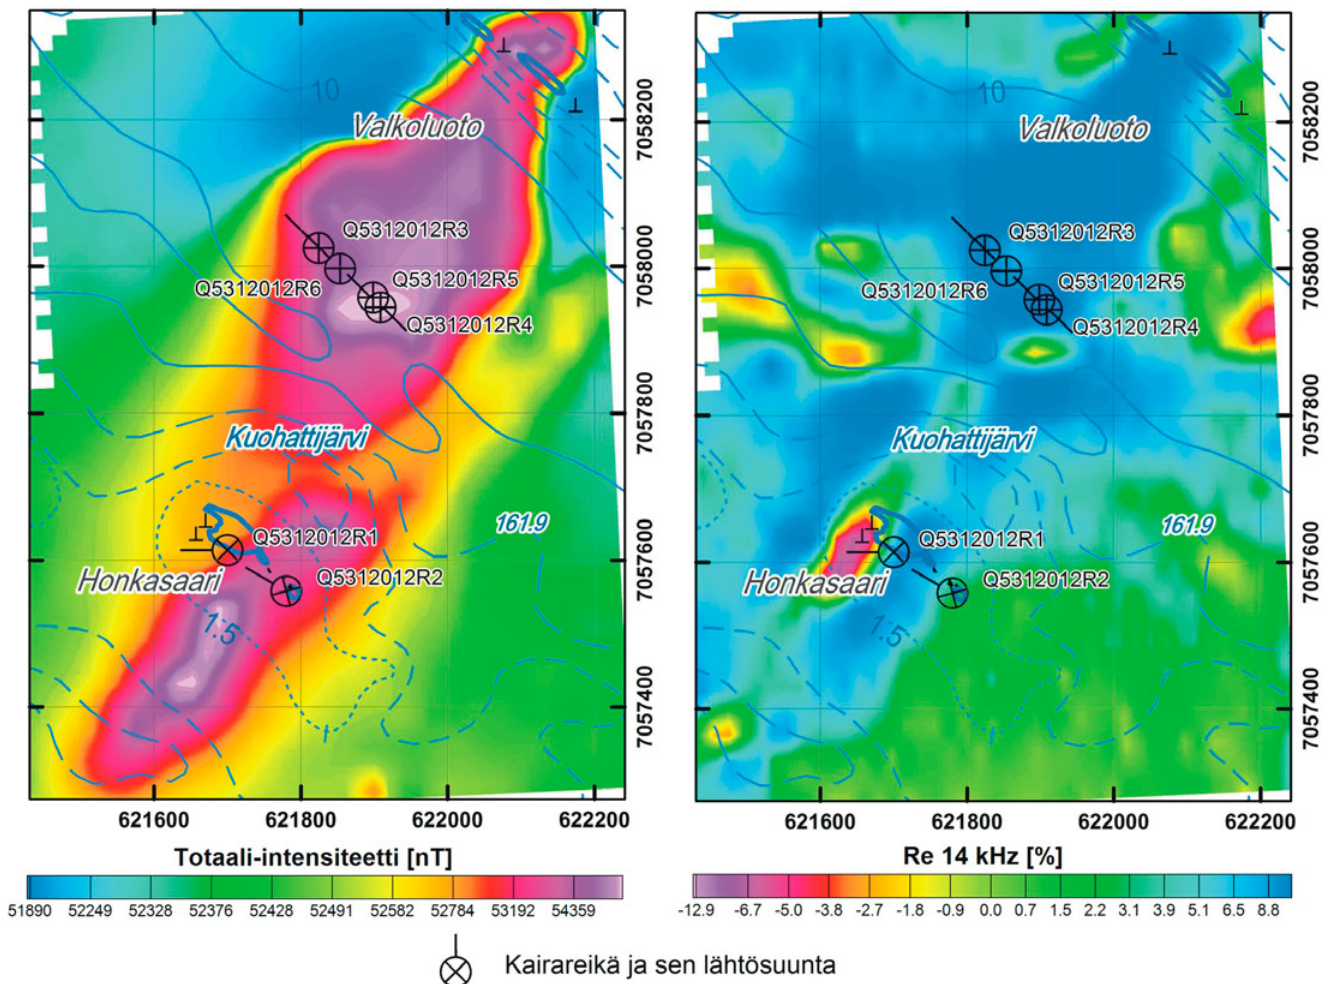 10
Valkoluoto
Q5312012R3
Q5312012R5
Q5312012R6
Q5312012R4
Kuohattijärvi
161.9
Q5312012R1
Honkasaari
Q5312012R2
1.5
7058200
7058000
7057800
7057600
7057400
621600 621800 622000 622200
Totaali-intensiteetti [nT]
51890 52249 52328 52376 52428 52491 52582 52784 53192 54359
10
Valkoluoto
Q5312012R3
Q5312012R5
Q5312012R6
Q5312012R4
Kuohattijärvi
161.9
Q5312012R1
Honkasaari
Q5312012R2
1.5
7058200
7058000
7057800
7057600
7057400
621600 621800 622000 622200
Re 14 kHz [%]
-12.9 -6.7 -5.0 -3.8 -2.7 -1.8 -0.9 0.0 0.7 1.5 2.2 3.1 3.9 5.1 6.5 8.8
Kairareikä ja sen lähtösuunta